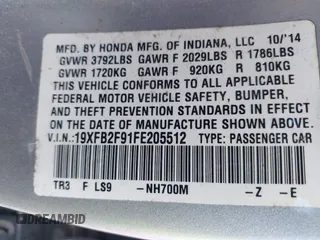 MFD. BY HONDA MFG. OF INDIANA, LLC 10/'14
GVWR 3792LBS GAWR F 2029LBS R 1786LBS
GVWR 1720KG GAWR F 920KG R 810KG
THIS VEHICLE CONFORMS TO ALL APPLICABLE
FEDERAL MOTOR VEHICLE SAFETY, BUMPER,
AND THEFT PREVENTION STANDARDS IN EFFECT
ON THE DATE OF MANUFACTURE SHOWN ABOVE.
V.I.N.: 19XFB2F91FE205512 TYPE: PASSENGER CAR
TR3 F LS9 -NH700M -Z -E
DREAMBID